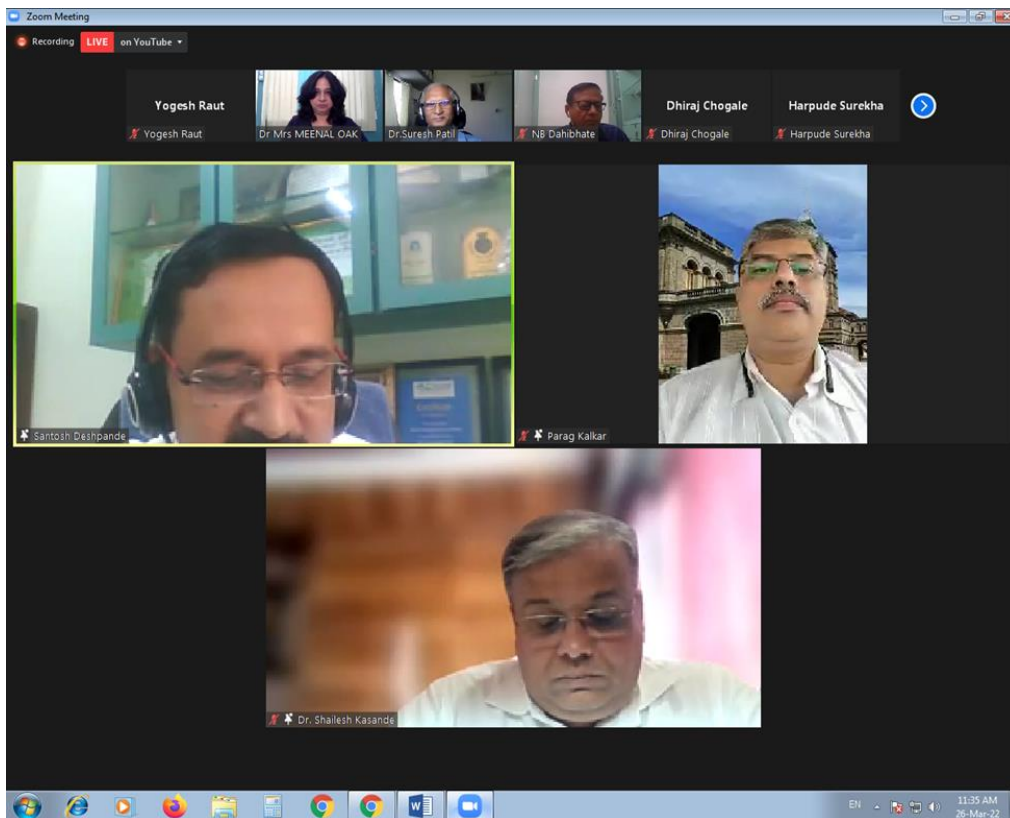 Zoom Meeting
Recording LIVE on YouTube
Yogesh Raut
Yogesh Raut
Dr Mrs MEENAL OAK
Dr.Suresh Patil
NB Dahibhate
Dhiraj Chogale
Dhiraj Chogale
Harpude Surekha
Harpude Surekha
Santosh Deshpande
Parag Kalkar
Dr. Shailesh Kasande
EN
11:35 AM
26-Mar-22